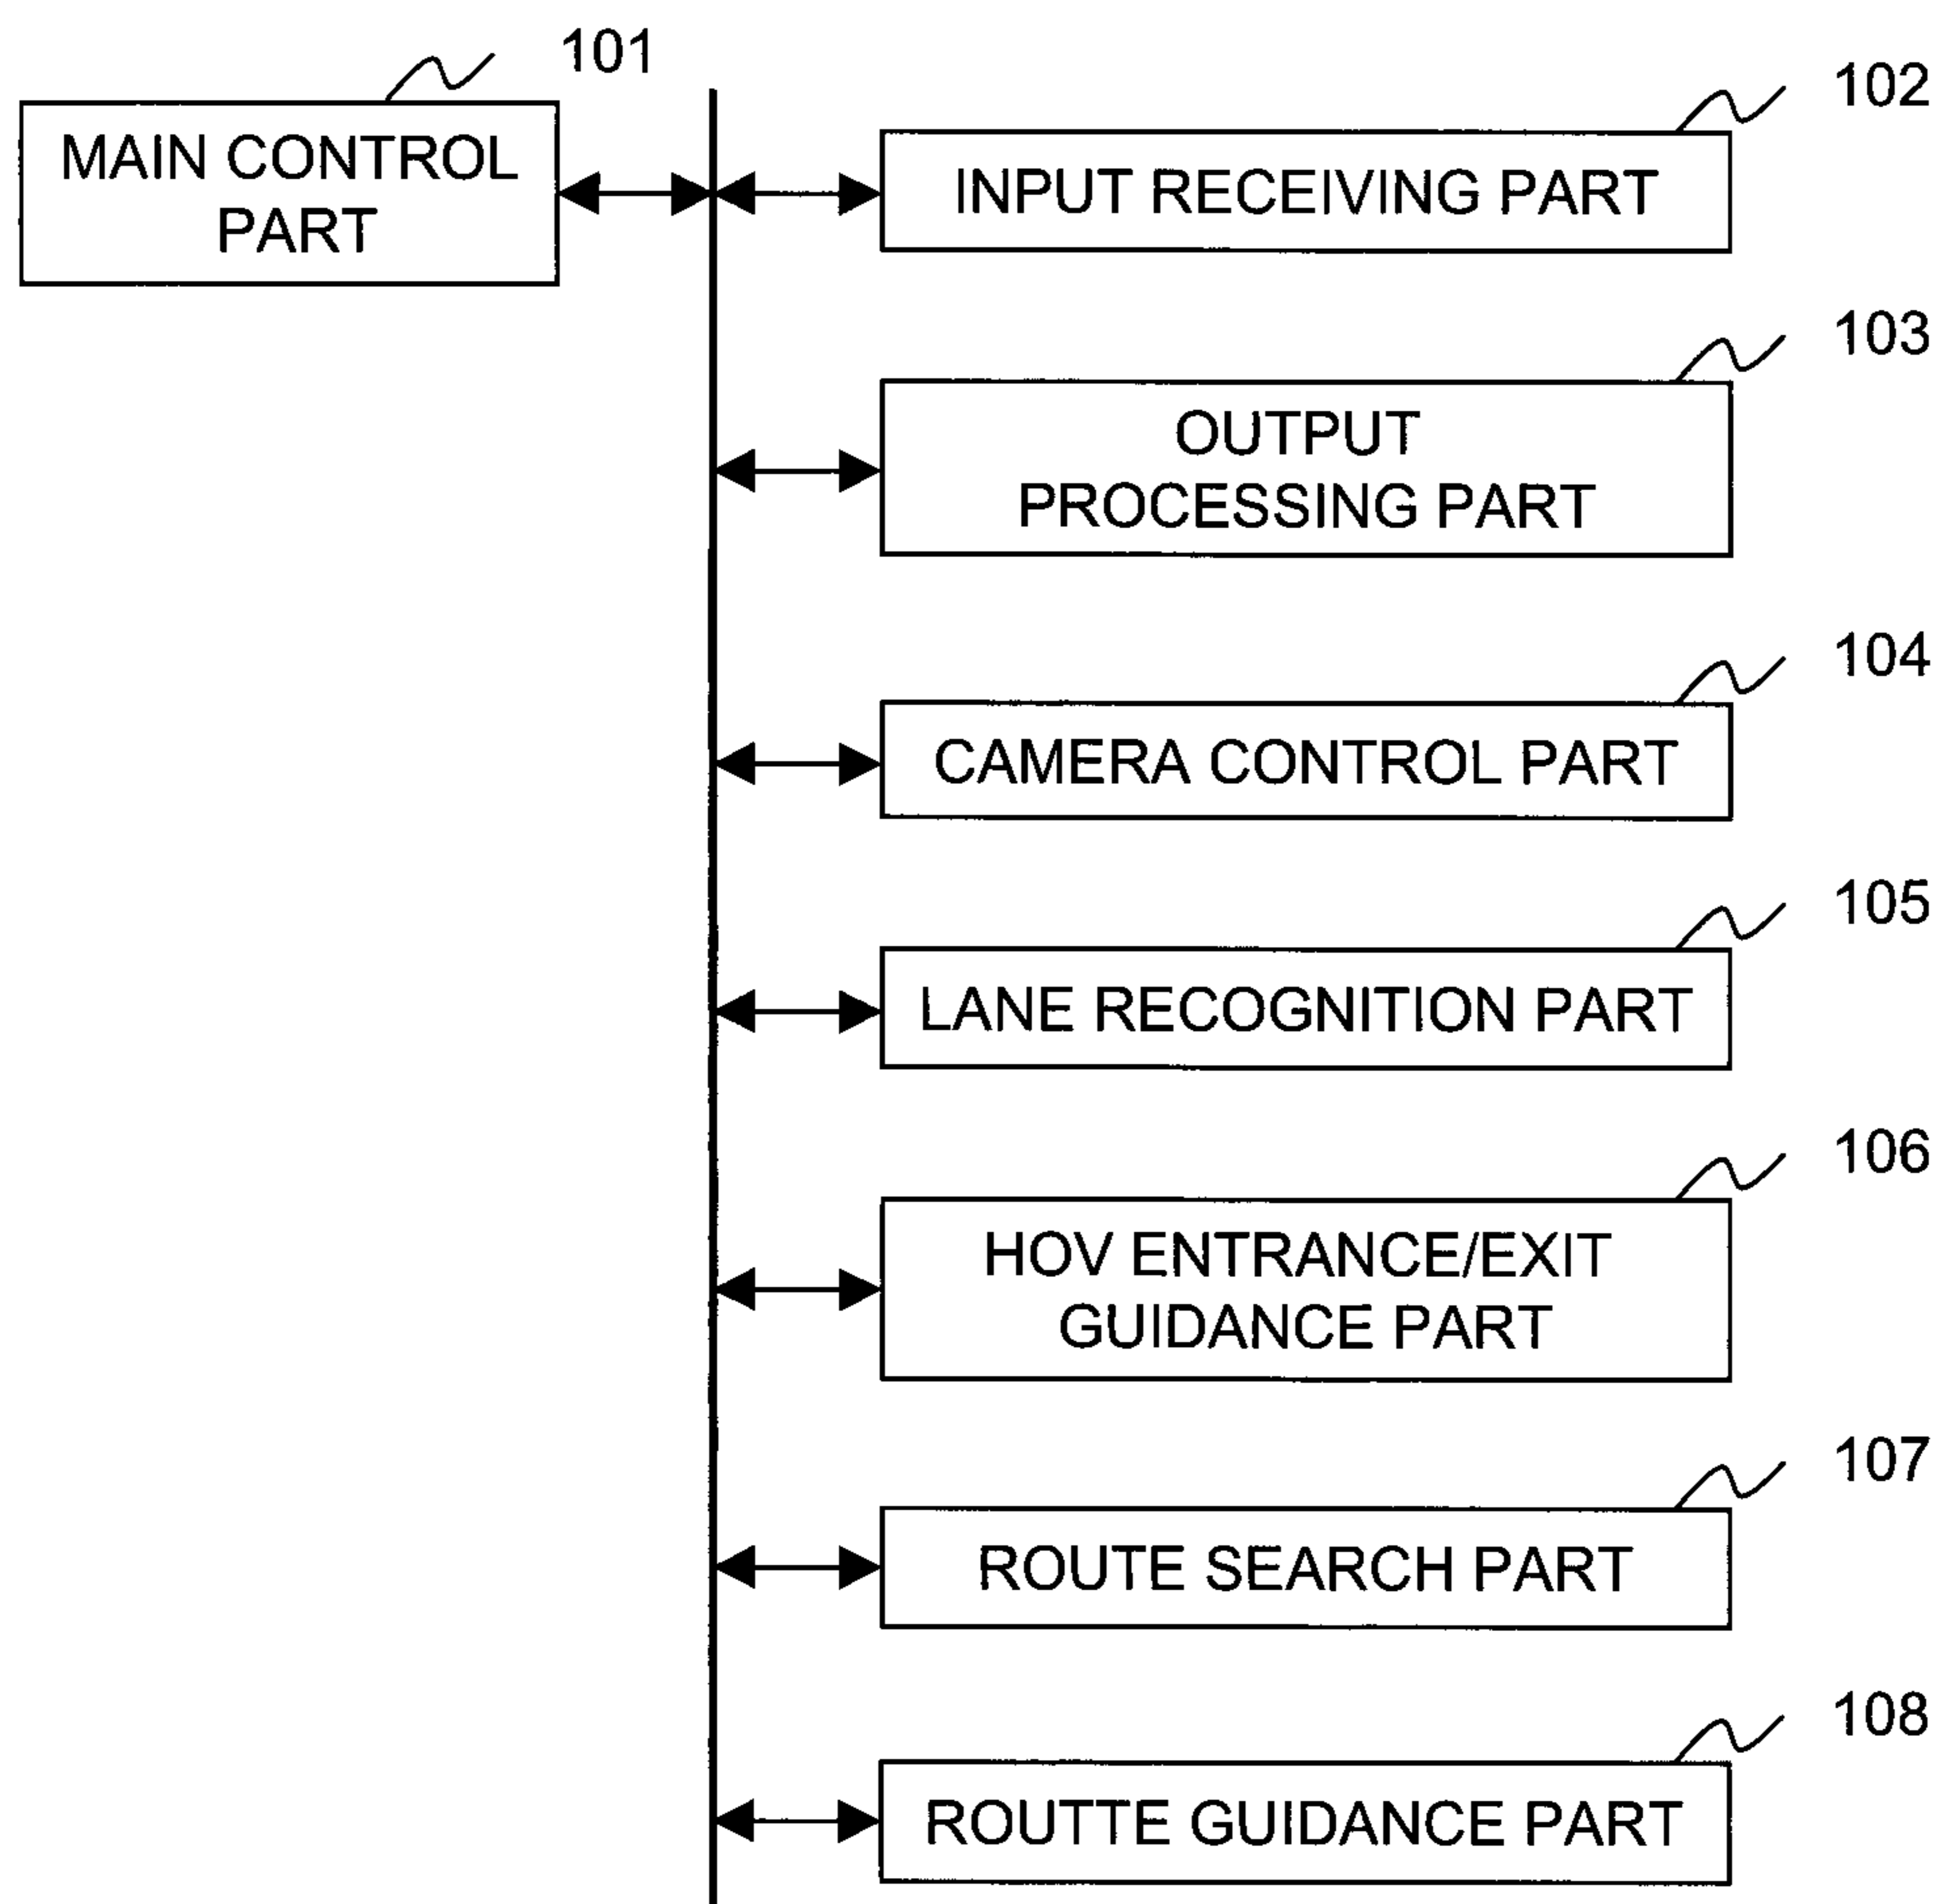 101
MAIN CONTROL
PART
102
INPUT RECEIVING PART
103
OUTPUT
PROCESSING PART
104
CAMERA CONTROL PART
105
LANE RECOGNITION PART
106
HOV ENTRANCE/EXIT
GUIDANCE PART
107
ROUTE SEARCH PART
108
ROUTTE GUIDANCE PART